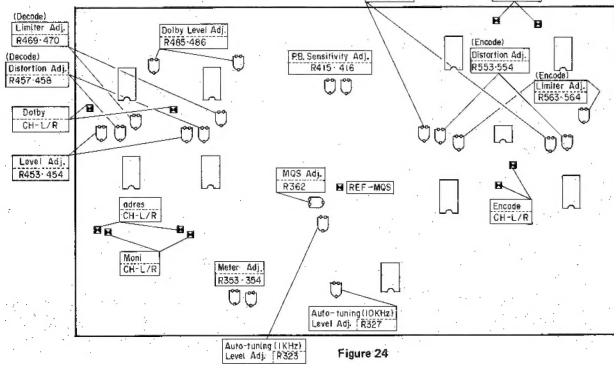 (Decode)
Limiter Adj.
R469·470
(Decode)
Distortion Adj.
R457·458
Dolby
CH-L/R
Level Adj.
R453·454
Dolby Level Adj.
R485·486
P.B. Sensitivity Adj.
R415·416
(Encode)
Distortion Adj.
R553·554
(Encode)
Limiter Adj.
R563·564
MQS Adj.
R362
REF-MQS
adres
CH-L/R
Moni
CH-L/R
Encode
CH-L/R
Meter Adj.
R353·354
Auto-tuning (10KHz)
Level Adj. R327
Auto-tuning (1KHz)
Level Adj. R323
Figure 24